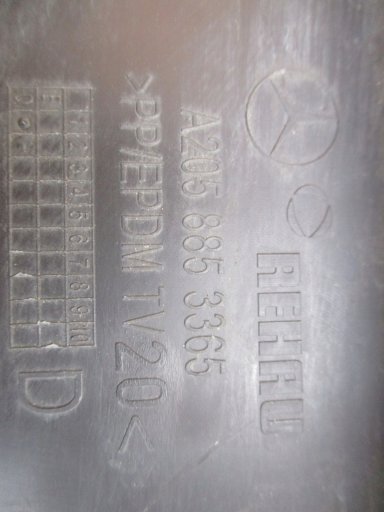 REHAU
A205 885 3365
>PP/EPDM TV20<
1 2 3 4 5 6 7 8 9 10
D